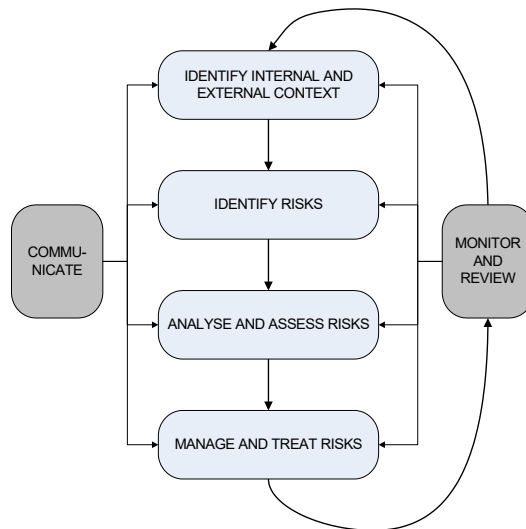 IDENTIFY INTERNAL AND
EXTERNAL CONTEXT
IDENTIFY RISKS
COMMU-
NICATE
MONITOR
AND
REVIEW
ANALYSE AND ASSESS RISKS
MANAGE AND TREAT RISKS